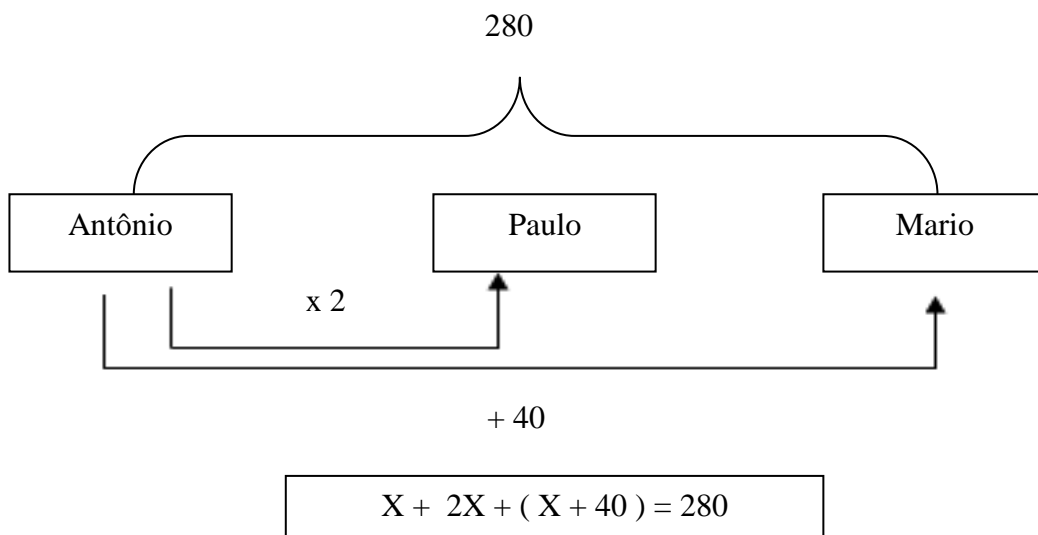 280
Antônio Paulo Mario
x 2
+ 40
X + 2X + ( X + 40 ) = 280